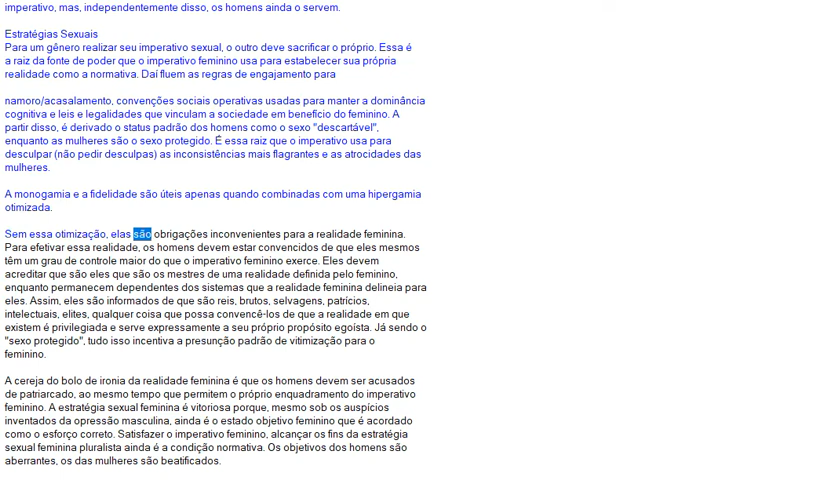 imperativo, mas, independentemente disso, os homens ainda o servem.
Estratégias Sexuais
Para um gênero realizar seu imperativo sexual, o outro deve sacrificar o próprio. Essa é
a raiz da fonte de poder que o imperativo feminino usa para estabelecer sua própria
realidade como a normativa. Daí fluem as regras de engajamento para
namoro/acasalamento, convenções sociais operativas usadas para manter a dominância
cognitiva e leis e legalidades que vinculam a sociedade em benefício do feminino. A
partir disso, é derivado o status padrão dos homens como o sexo "descartável",
enquanto as mulheres são o sexo protegido. É essa raiz que o imperativo usa para
desculpar (não pedir desculpas) as inconsistências mais flagrantes e as atrocidades das
mulheres.
A monogamia e a fidelidade são úteis apenas quando combinadas com uma hipergamia
otimizada.
Sem essa otimização, elas são obrigações inconvenientes para a realidade feminina.
Para efetivar essa realidade, os homens devem estar convencidos de que eles mesmos
têm um grau de controle maior do que o imperativo feminino exerce. Eles devem
acreditar que são eles que são os mestres de uma realidade definida pelo feminino,
enquanto permanecem dependentes dos sistemas que a realidade feminina delineia para
eles. Assim, eles são informados de que são reis, brutos, selvagens, patrícios,
intelectuais, elites, qualquer coisa que possa convencê-los de que a realidade em que
existem é privilegiada e serve expressamente a seu próprio propósito egoísta. Já sendo o
"sexo protegido", tudo isso incentiva a presunção padrão de vitimização para o
feminino.
A cereja do bolo de ironia da realidade feminina é que os homens devem ser acusados
de patriarcado, ao mesmo tempo que permitem o próprio enquadramento do imperativo
feminino. A estratégia sexual feminina é vitoriosa porque, mesmo sob os auspícios
inventados da opressão masculina, ainda é o estado objetivo feminino que é acordado
como o esforço correto. Satisfazer o imperativo feminino, alcançar os fins da estratégia
sexual feminina pluralista ainda é a condição normativa. Os objetivos dos homens são
aberrantes, os das mulheres são beatificados.